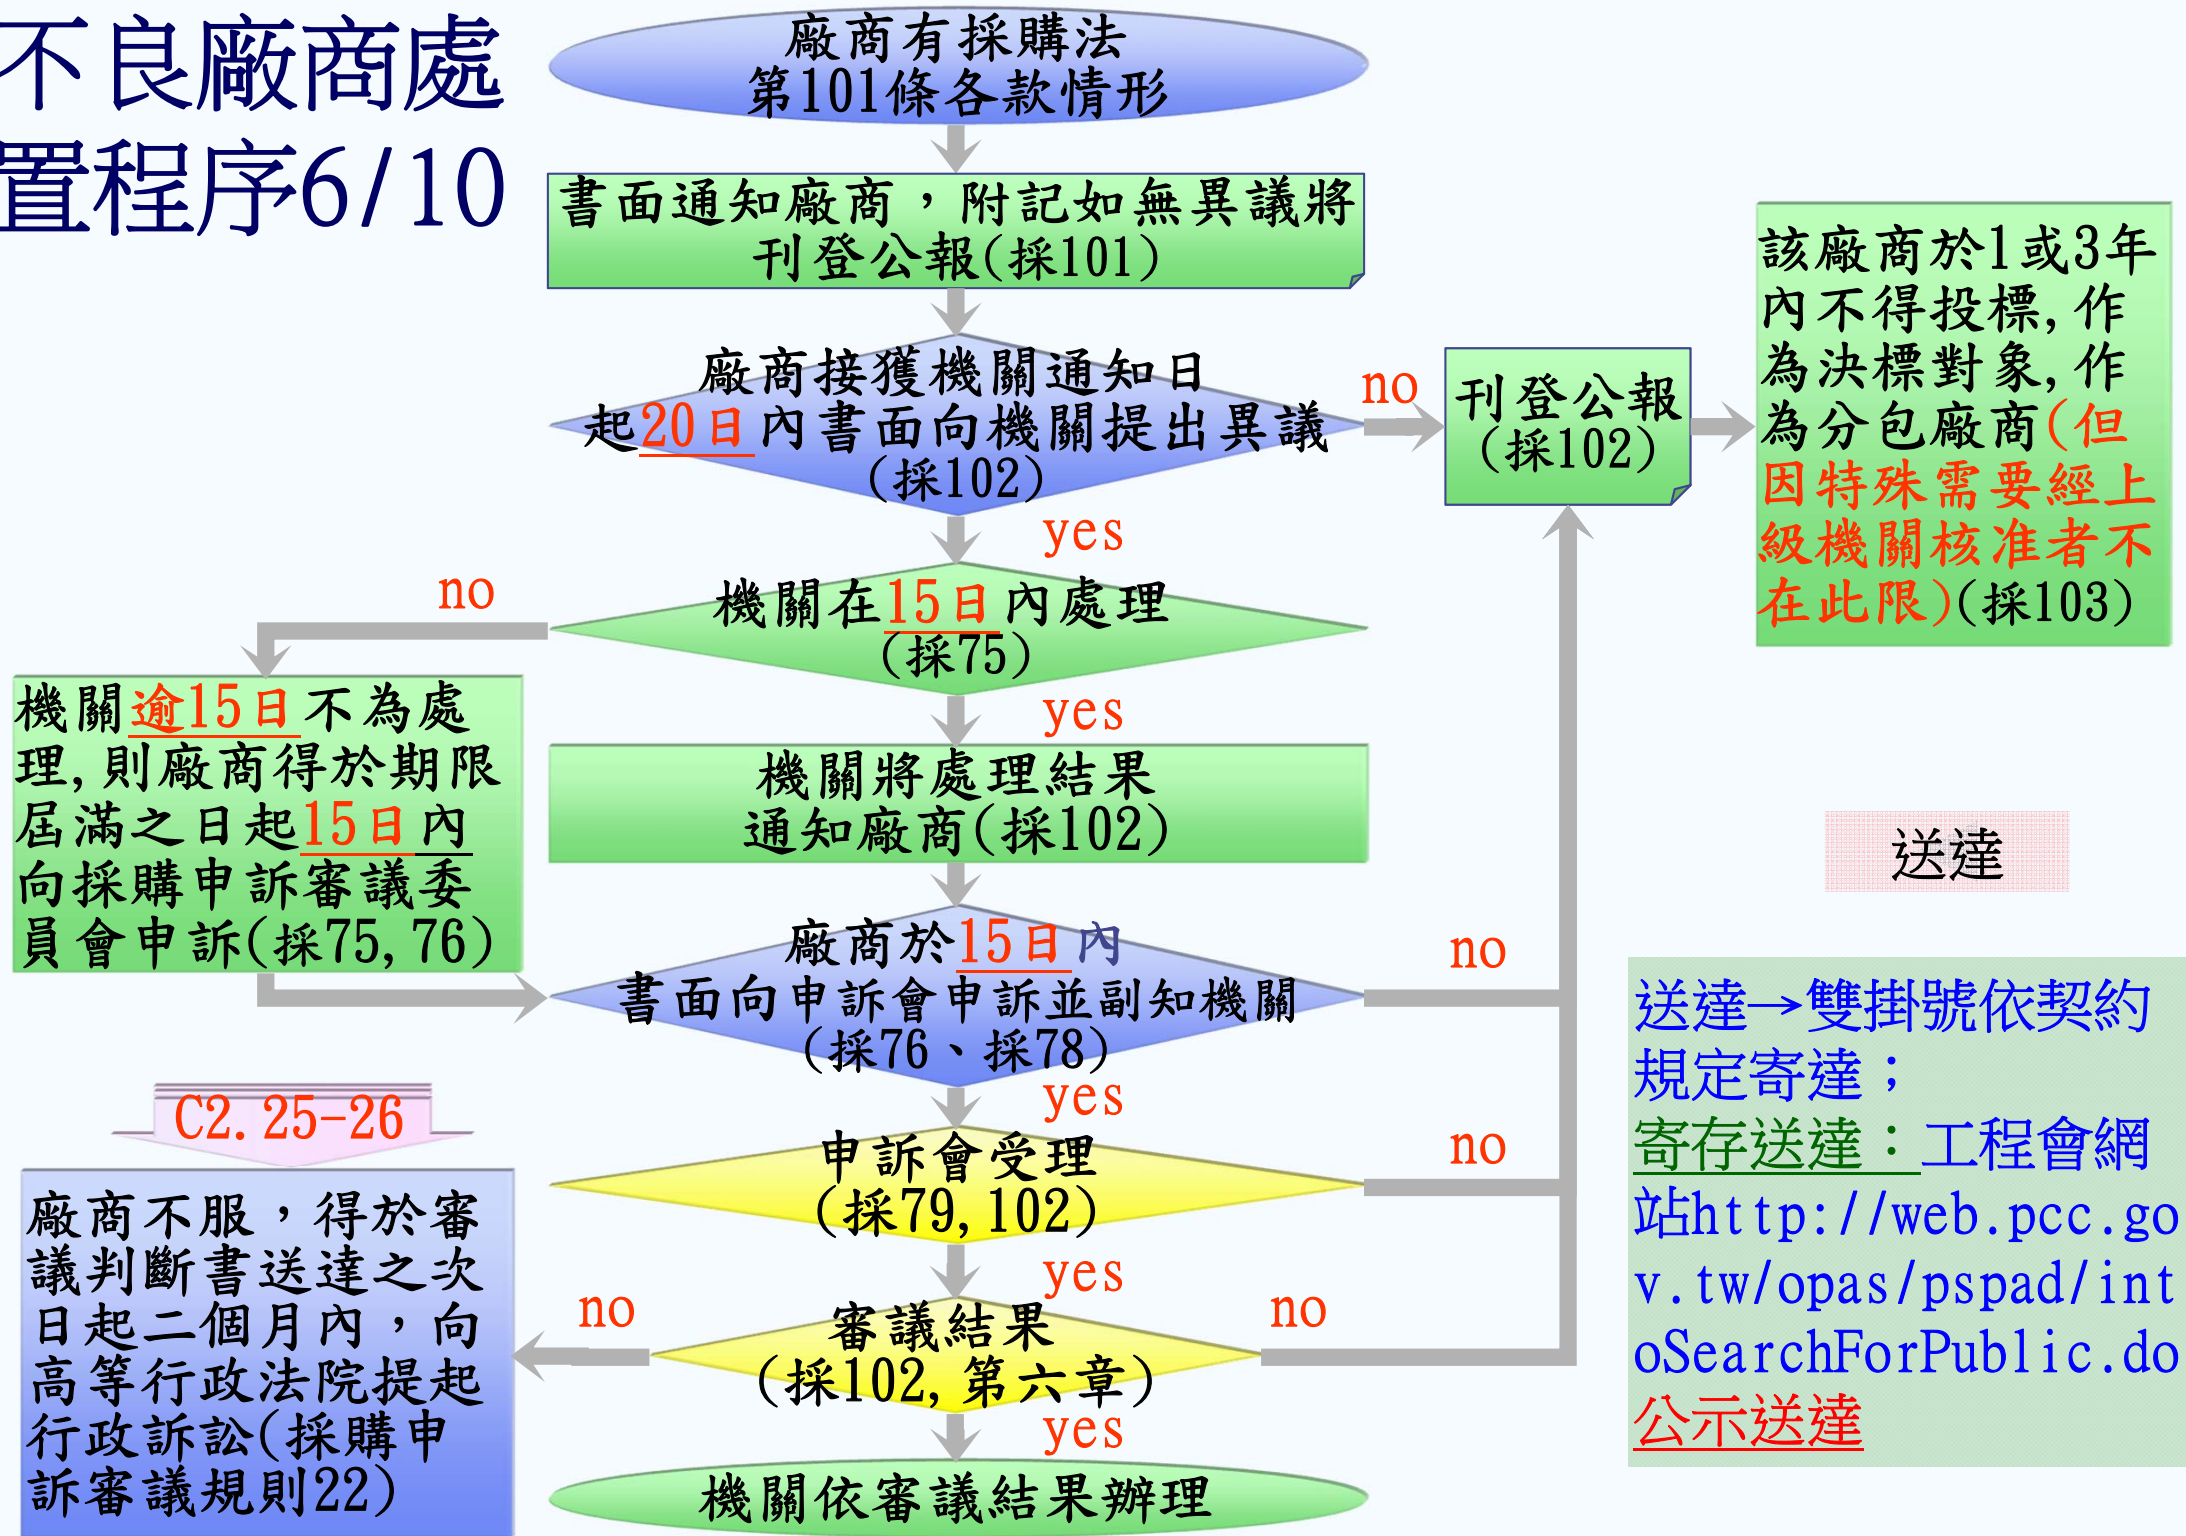 不良廠商處
置程序6/10
廠商有採購法
第101條各款情形
書面通知廠商，附記如無異議將
刊登公報(採101)
廠商接獲機關通知日
起20日內書面向機關提出異議
(採102)
no
刊登公報
(採102)
該廠商於1或3年
內不得投標,作
為決標對象,作
為分包廠商(但
因特殊需要經上
級機關核准者不
在此限)(採103)
yes
機關在15日內處理
(採75)
no
機關逾15日不為處
理,則廠商得於期限
屆滿之日起15日內
向採購申訴審議委
員會申訴(採75,76)
yes
機關將處理結果
通知廠商(採102)
廠商於15日內
書面向申訴會申訴並副知機關
(採76、採78)
no
yes
申訴會受理
(採79,102)
no
yes
審議結果
(採102,第六章)
no
no
C2.25-26
廠商不服，得於審
議判斷書送達之次
日起二個月內，向
高等行政法院提起
行政訴訟(採購申
訴審議規則22)
yes
機關依審議結果辦理
送達
送達→雙掛號依契約
規定寄達；
寄存送達：工程會網
站http://web.pcc.go
v.tw/opas/pspad/int
oSearchForPublic.do
公示送達